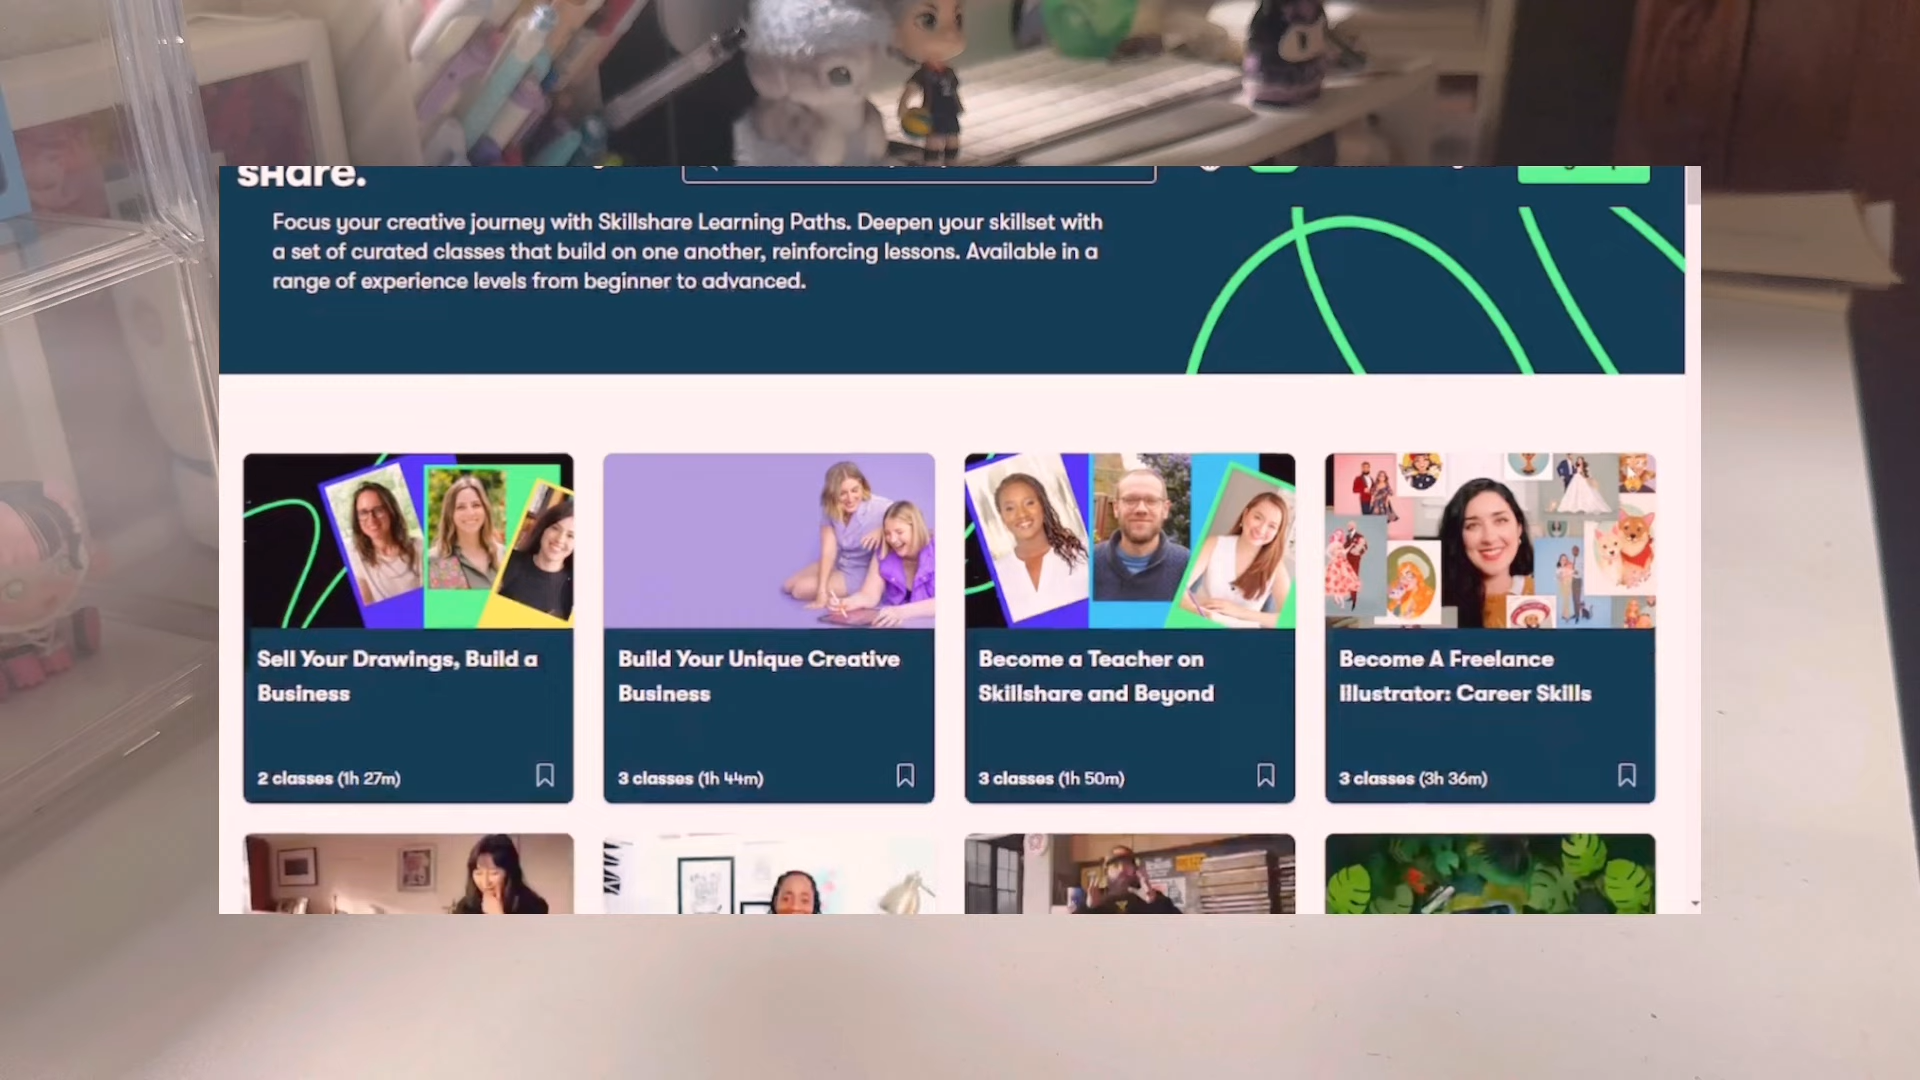 SHare.
Focus your creative journey with Skillshare Learning Paths. Deepen your skillset with
a set of curated classes that build on one another, reinforcing lessons. Available in a
range of experience levels from beginner to advanced.
Sell Your Drawings, Build a
Business
2 classes (1h 27m)
Build Your Unique Creative
Business
3 classes (1h 44m)
Become a Teacher on
Skillshare and Beyond
3 classes (1h 50m)
Become A Freelance
Illustrator: Career Skills
3 classes (3h 36m)